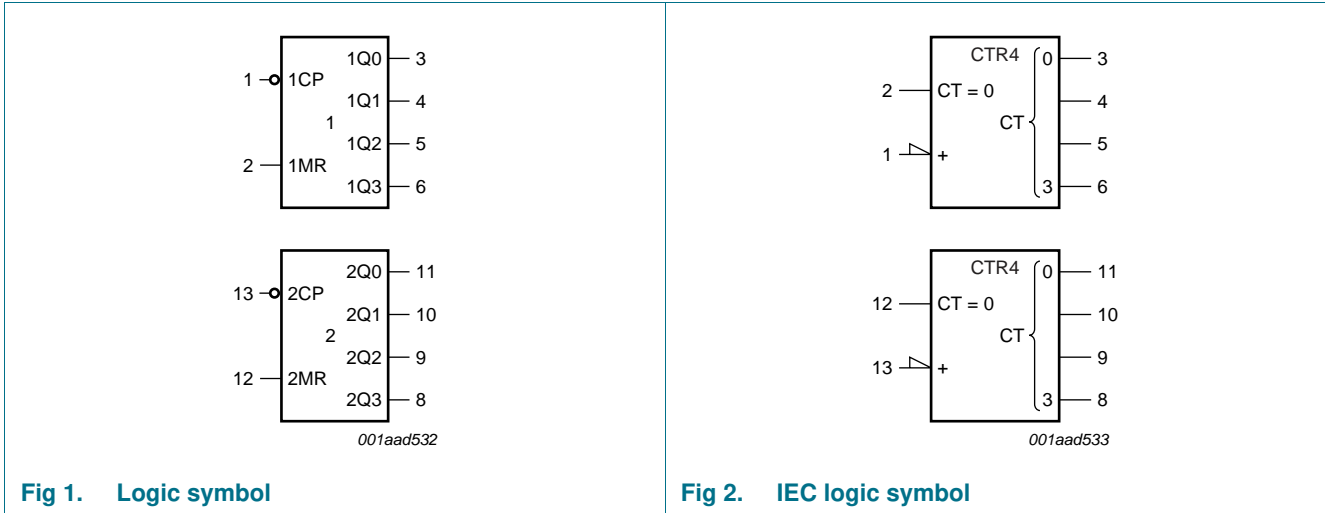 1Q0 3
1 1CP
1Q1 4
1
1Q2 5
2 1MR
1Q3 6
2Q0 11
13 2CP
2Q1 10
2
2Q2 9
12 2MR
2Q3 8
001aad532
Fig 1. Logic symbol
CTR4 0 3
2 CT = 0
4
CT
5
1 +
3 6
CTR4 0 11
12 CT = 0
10
CT
9
13 +
3 8
001aad533
Fig 2. IEC logic symbol